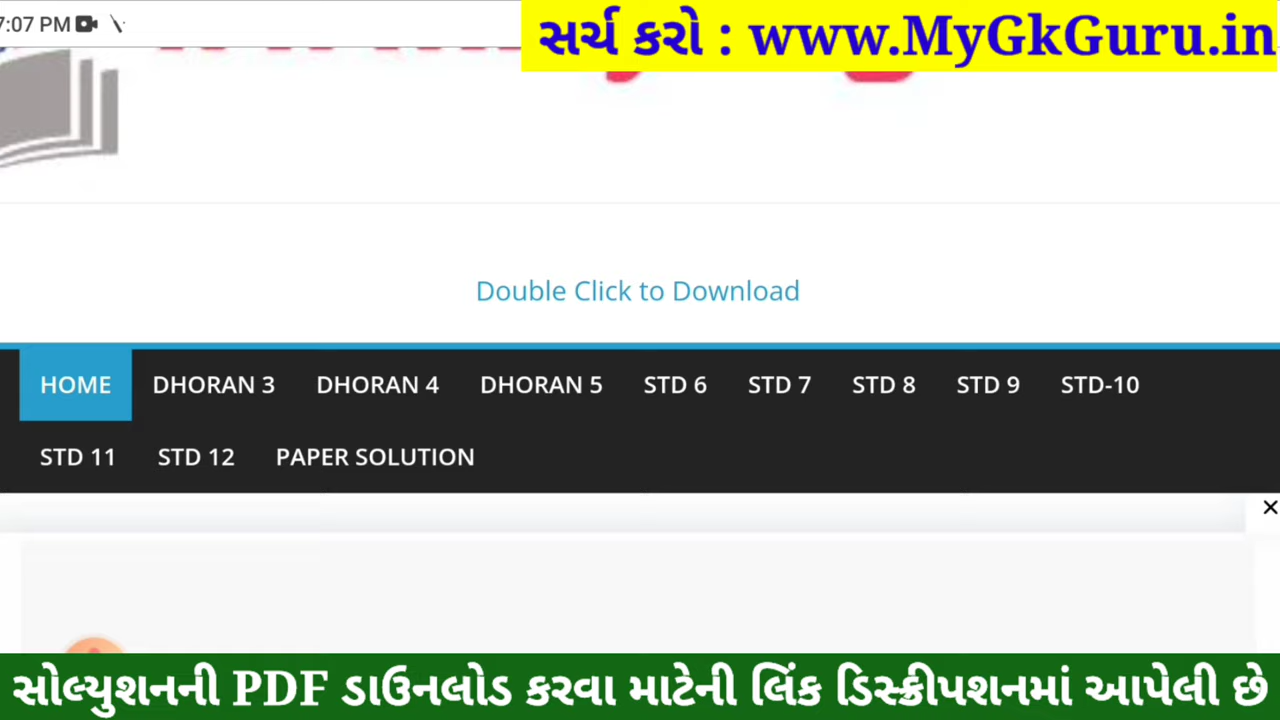 7:07 PM
સર્ચ કરો : www.MyGkGuru.in
Double Click to Download
HOME DHORAN 3 DHORAN 4 DHORAN 5 STD 6 STD 7 STD 8 STD 9 STD-10
STD 11 STD 12 PAPER SOLUTION
સોલ્યુશનની PDF ડાઉનલોડ કરવા માટેની લિંક ડિસ્ક્રીપશનમાં આપેલી છે